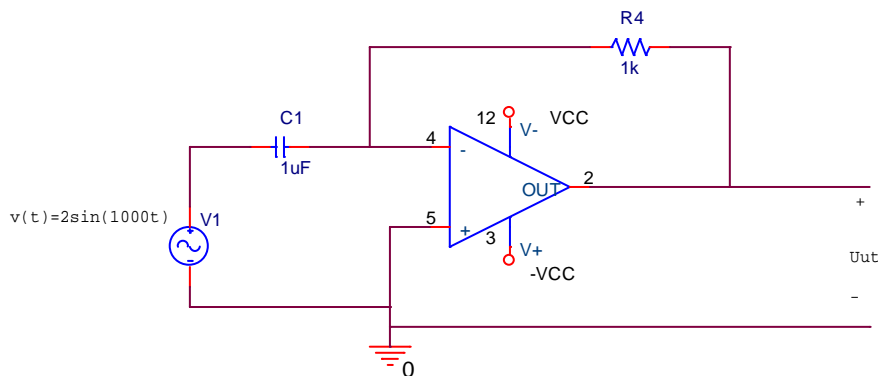 R4
1k
C1
1uF
12
VCC
V-
4
-
OUT
2
v(t)=2sin(1000t)
V1
+
-
5
+
3
V+
-VCC
+
Uut
-
0